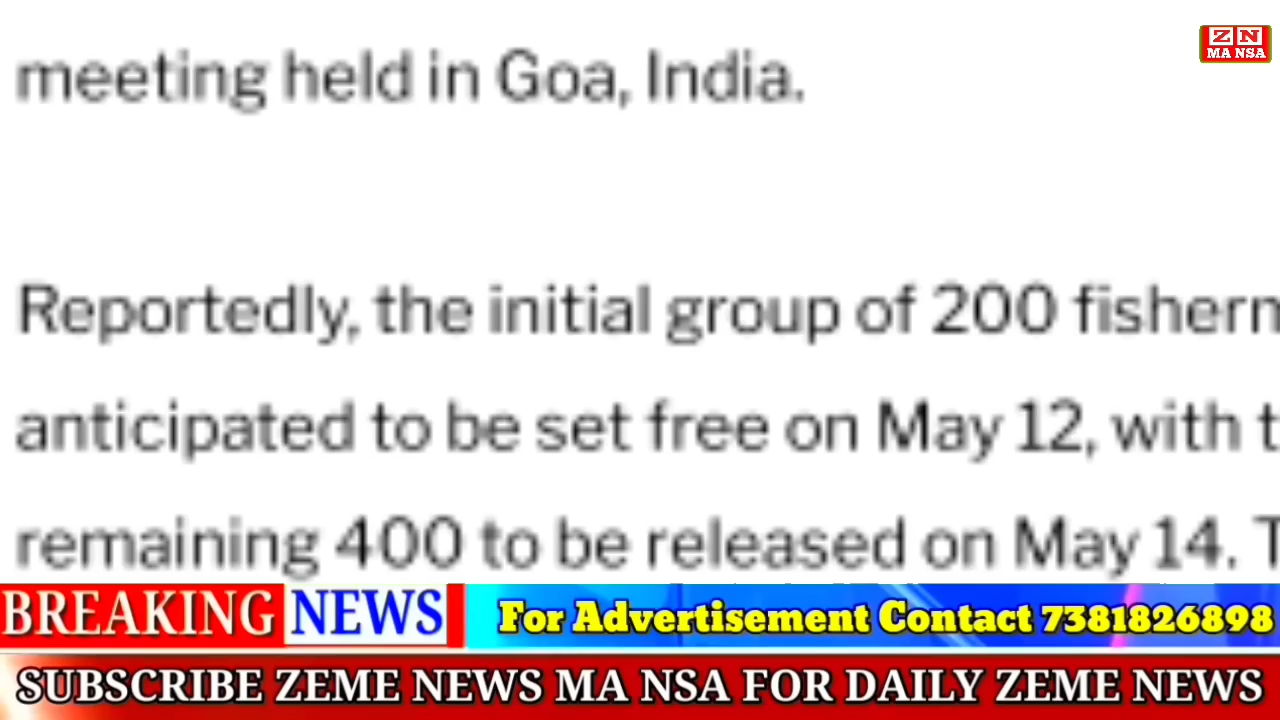 Z N
MA NSA
meeting held in Goa, India.
Reportedly, the initial group of 200 fisherm
anticipated to be set free on May 12, with t
remaining 400 to be released on May 14. T
BREAKING NEWS
For Advertisement Contact 7381826898
SUBSCRIBE ZEME NEWS MA NSA FOR DAILY ZEME NEWS